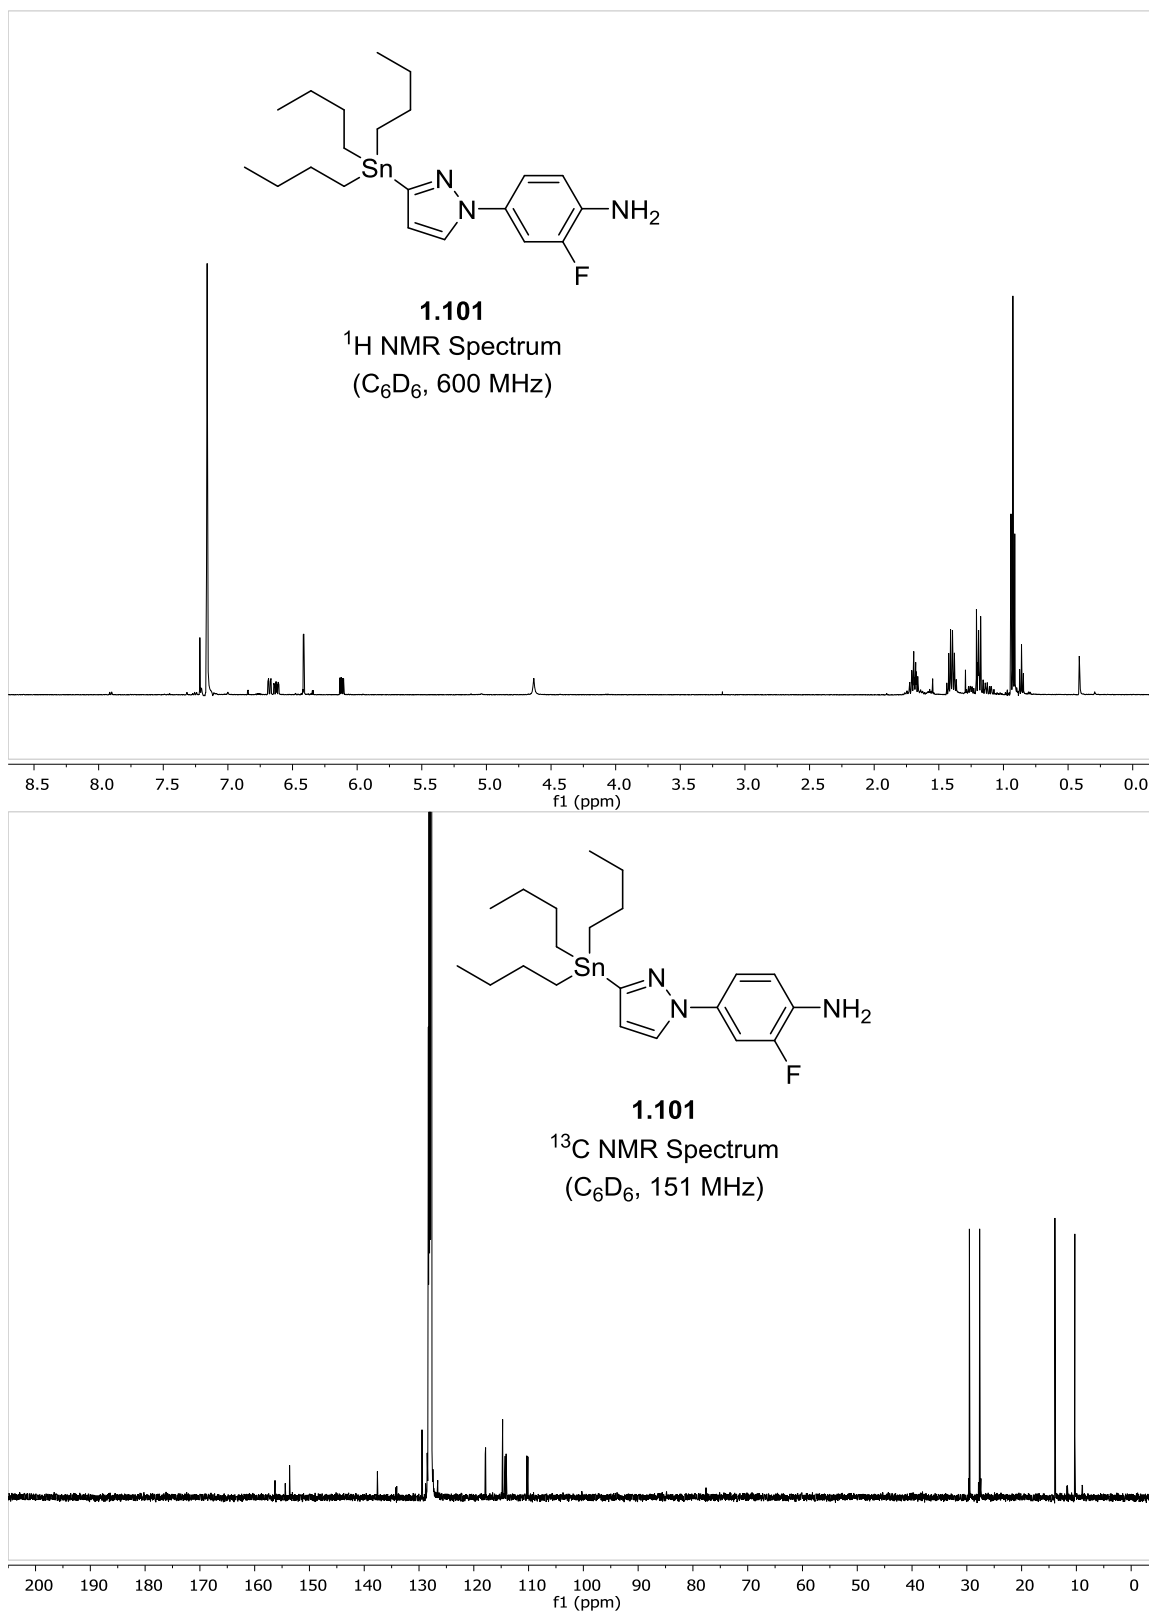 Sn
N
N
NH2
F
1.101
1H NMR Spectrum
(C6D6, 600 MHz)
8.5 8.0 7.5 7.0 6.5 6.0 5.5 5.0 4.5 4.0 3.5 3.0 2.5 2.0 1.5 1.0 0.5 0.0
f1 (ppm)
Sn
N
N
NH2
F
1.101
13C NMR Spectrum
(C6D6, 151 MHz)
200 190 180 170 160 150 140 130 120 110 100 90 80 70 60 50 40 30 20 10 0
f1 (ppm)